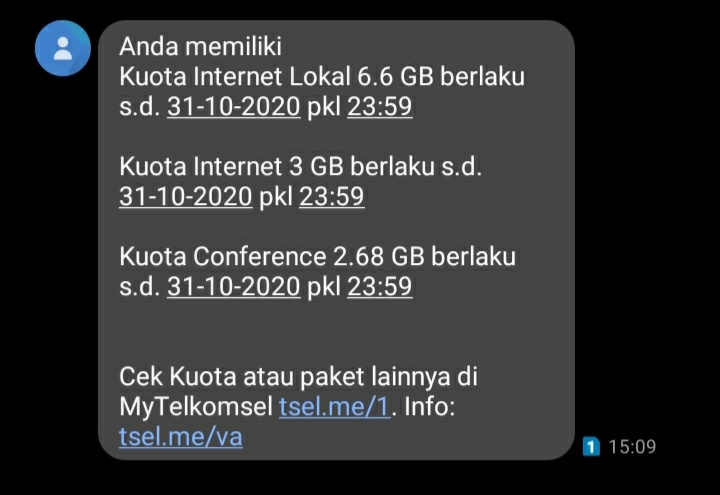 Anda memiliki
Kuota Internet Lokal 6.6 GB berlaku
s.d. 31-10-2020 pkl 23:59
Kuota Internet 3 GB berlaku s.d.
31-10-2020 pkl 23:59
Kuota Conference 2.68 GB berlaku
s.d. 31-10-2020 pkl 23:59
Cek Kuota atau paket lainnya di
MyTelkomsel tsel.me/1. Info:
tsel.me/va
1 15:09